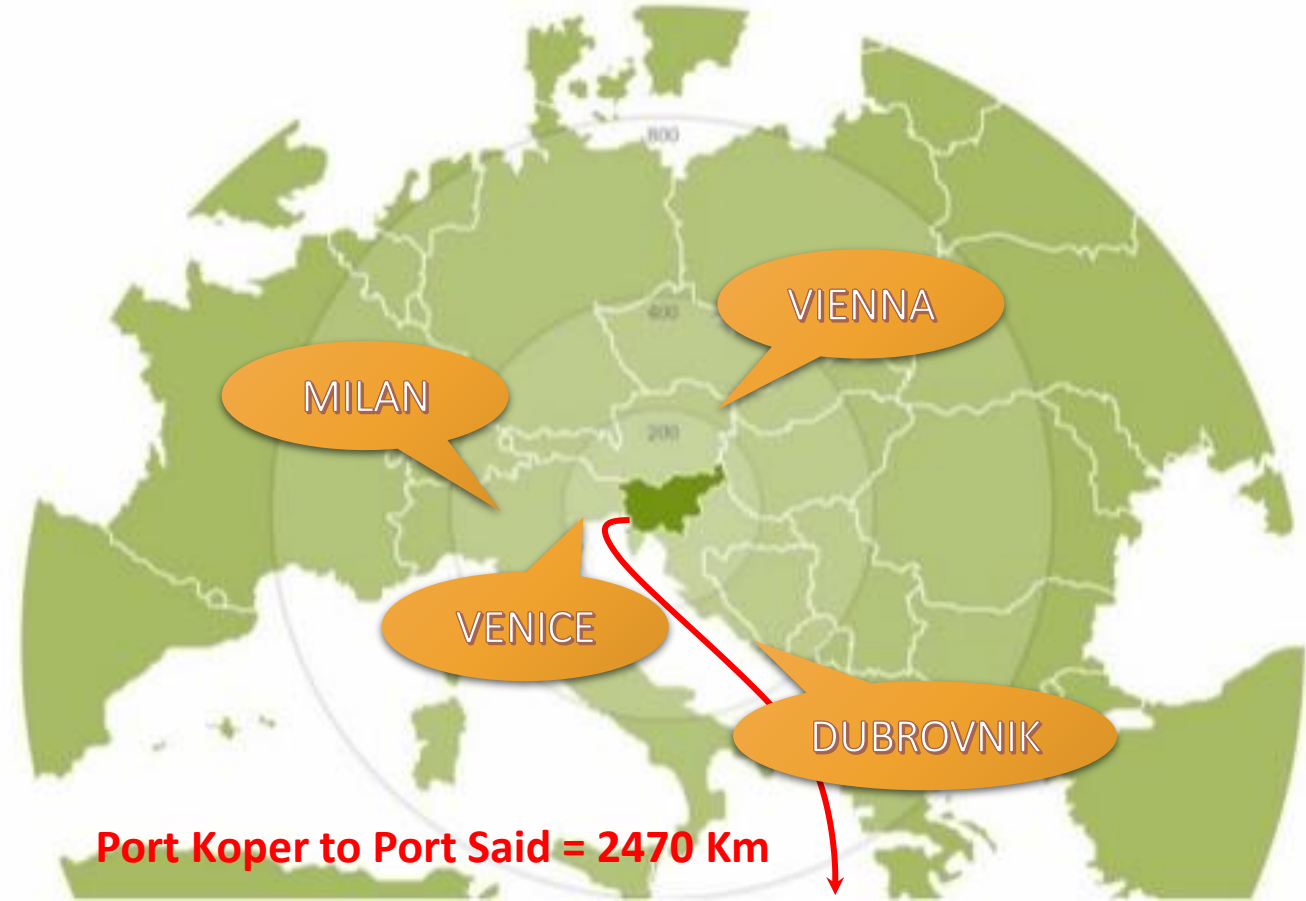 800
VIENNA
400
MILAN
200
VENICE
DUBROVNIK
Port Koper to Port Said = 2470 Km